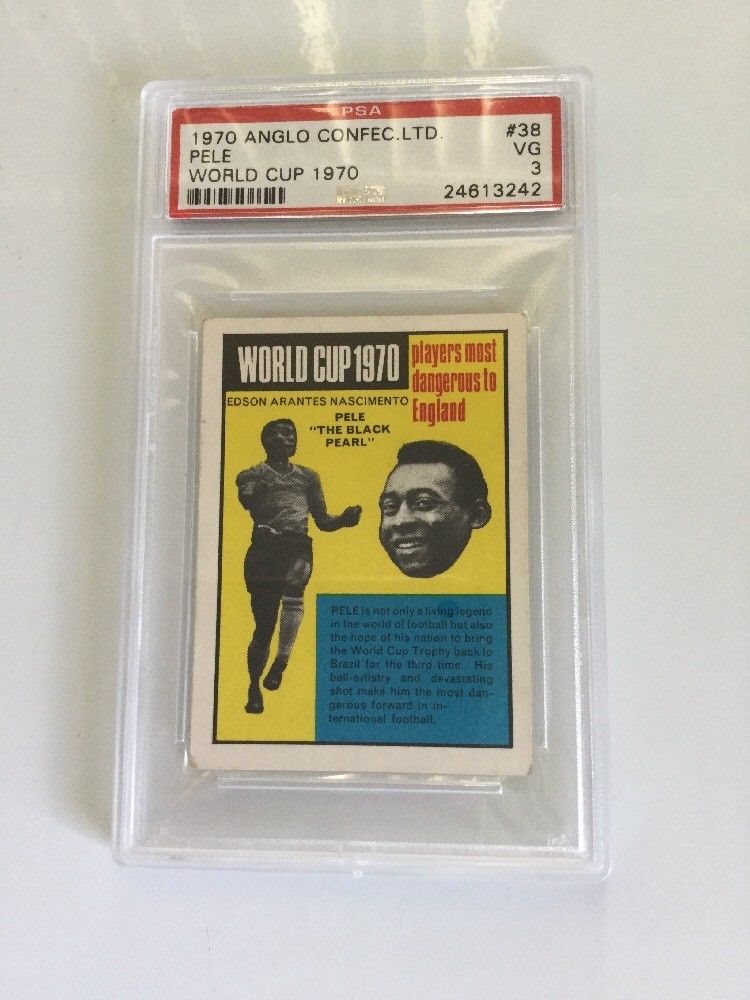 PSA
1970 ANGLO CONFEC.LTD. #38
PELE VG
WORLD CUP 1970 3
24613242
WORLD CUP 1970
players most
dangerous to
England
EDSON ARANTES NASCIMENTO
PELE
"THE BLACK
PEARL"
PELE is not only a living legend
in the world of football but also
the hope of his nation to bring
the World Cup Trophy back to
Brazil for the third time. His
ball-artistry and devastating
shot make him the most dan-
gerous forward in in-
ternational football.